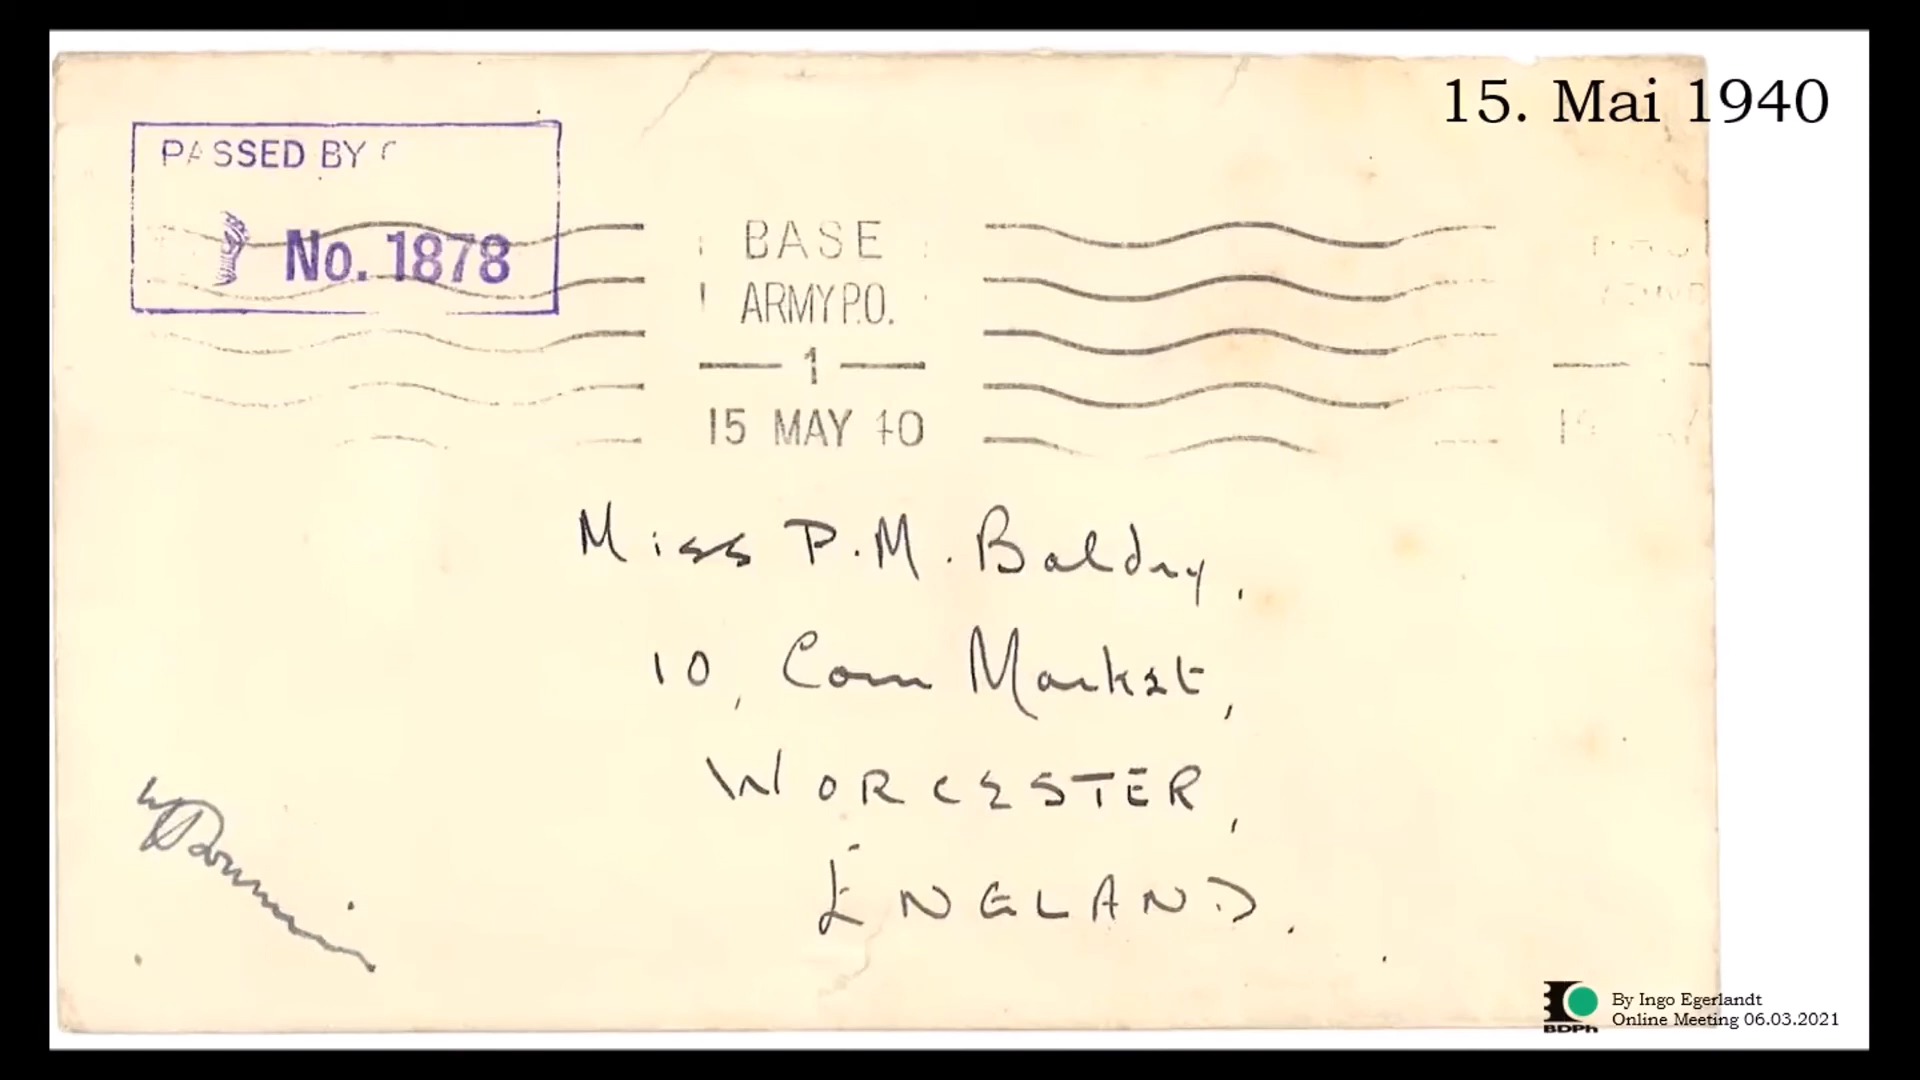 15. Mai 1940
PASSED BY
No. 1878
BASE
ARMY P.O.
1
15 MAY 40
Miss P.M. Baldry,
10, Corn Market,
WORCESTER,
ENGLAND.
BDPh
By Ingo Egerlandt
Online Meeting 06.03.2021